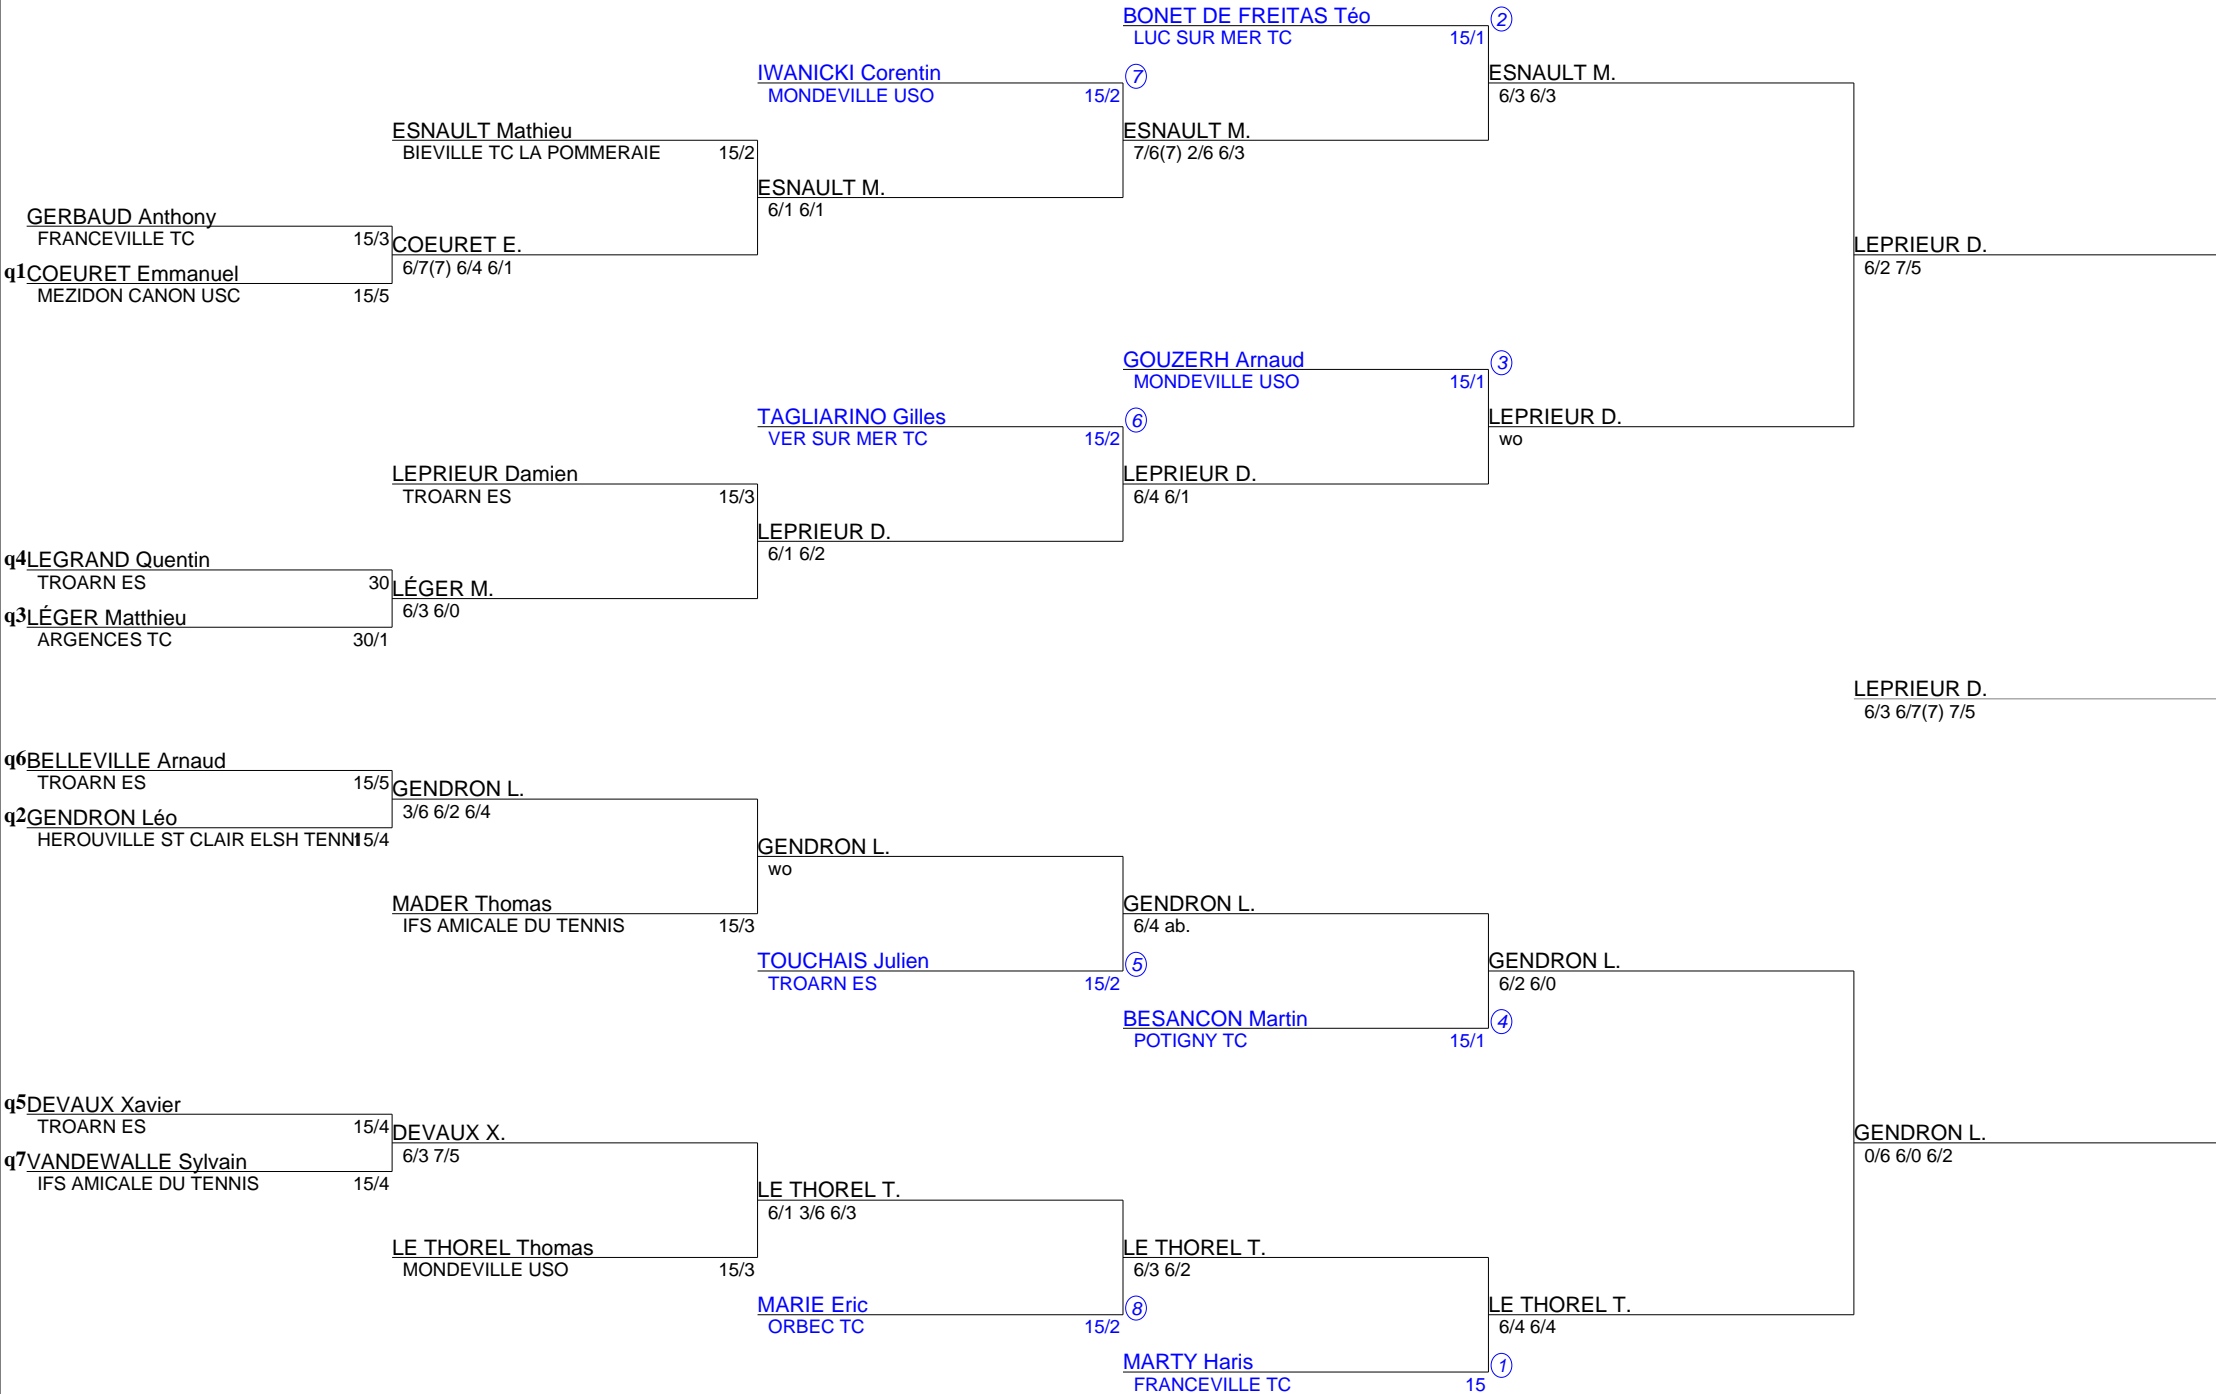 BONET DE FREITAS Téo 2
LUC SUR MER TC 15/1
IWANICKI Corentin 7
MONDEVILLE USO 15/2
ESNAULT M.
6/3 6/3
ESNAULT Mathieu
BIEVILLE TC LA POMMERAIE 15/2
ESNAULT M.
7/6(7) 2/6 6/3
ESNAULT M.
6/1 6/1
GERBAUD Anthony
FRANCEVILLE TC 15/3
COEURET E.
6/7(7) 6/4 6/1
q1 COEURET Emmanuel
MEZIDON CANON USC 15/5
LEPRIEUR D.
6/2 7/5
GOUZERH Arnaud 3
MONDEVILLE USO 15/1
TAGLIARINO Gilles 6
VER SUR MER TC 15/2
LEPRIEUR D.
wo
LEPRIEUR Damien
TROARN ES 15/3
LEPRIEUR D.
6/4 6/1
LEPRIEUR D.
6/1 6/2
q4 LEGRAND Quentin
TROARN ES 30
LÉGER M.
6/3 6/0
q3 LÉGER Matthieu
ARGENCES TC 30/1
LEPRIEUR D.
6/3 6/7(7) 7/5
q6 BELLEVILLE Arnaud
TROARN ES 15/5
GENDRON L.
3/6 6/2 6/4
q2 GENDRON Léo
HEROUVILLE ST CLAIR ELSH TENNI 15/4
GENDRON L.
wo
MADER Thomas
IFS AMICALE DU TENNIS 15/3
GENDRON L.
6/4 ab.
TOUCHAIS Julien 5
TROARN ES 15/2
GENDRON L.
6/2 6/0
BESANCON Martin 4
POTIGNY TC 15/1
q5 DEVAUX Xavier
TROARN ES 15/4
DEVAUX X.
6/3 7/5
GENDRON L.
0/6 6/0 6/2
q7 VANDEWALLE Sylvain
IFS AMICALE DU TENNIS 15/4
LE THOREL T.
6/1 3/6 6/3
LE THOREL Thomas
MONDEVILLE USO 15/3
LE THOREL T.
6/3 6/2
MARIE Eric 8
ORBEC TC 15/2
LE THOREL T.
6/4 6/4
MARTY Haris 1
FRANCEVILLE TC 15